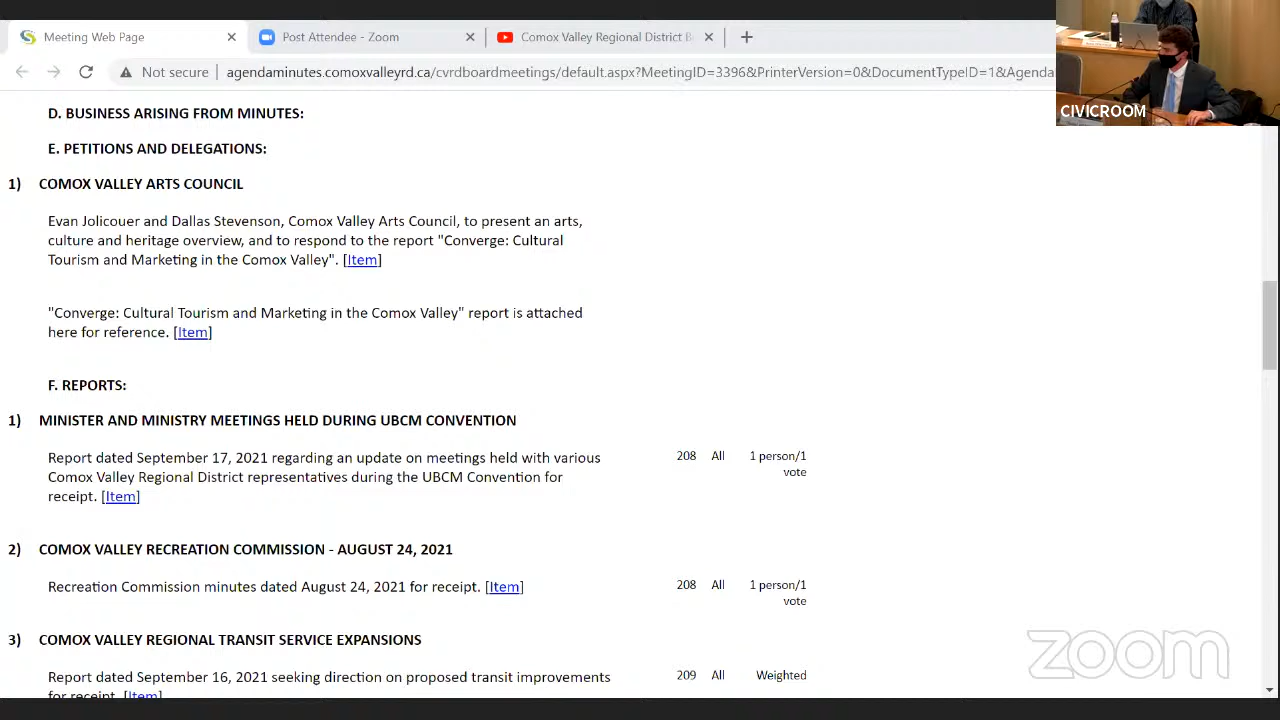 Meeting Web Page
Post Attendee - Zoom
Comox Valley Regional District B
Not secure
agendaminutes.comoxvalleyrd.ca/cvrdboardmeetings/default.aspx?MeetingID=3396&PrinterVersion=0&DocumentTypeID=1&Agenda
CIVICROOM
D. BUSINESS ARISING FROM MINUTES:
E. PETITIONS AND DELEGATIONS:
1) COMOX VALLEY ARTS COUNCIL
Evan Jolicouer and Dallas Stevenson, Comox Valley Arts Council, to present an arts,
culture and heritage overview, and to respond to the report "Converge: Cultural
Tourism and Marketing in the Comox Valley". [Item]
"Converge: Cultural Tourism and Marketing in the Comox Valley" report is attached
here for reference. [Item]
F. REPORTS:
1) MINISTER AND MINISTRY MEETINGS HELD DURING UBCM CONVENTION
Report dated September 17, 2021 regarding an update on meetings held with various 208 All 1 person/1
Comox Valley Regional District representatives during the UBCM Convention for vote
receipt. [Item]
2) COMOX VALLEY RECREATION COMMISSION - AUGUST 24, 2021
Recreation Commission minutes dated August 24, 2021 for receipt. [Item] 208 All 1 person/1
vote
3) COMOX VALLEY REGIONAL TRANSIT SERVICE EXPANSIONS
Report dated September 16, 2021 seeking direction on proposed transit improvements 209 All Weighted
for receipt. [Item]
zoom